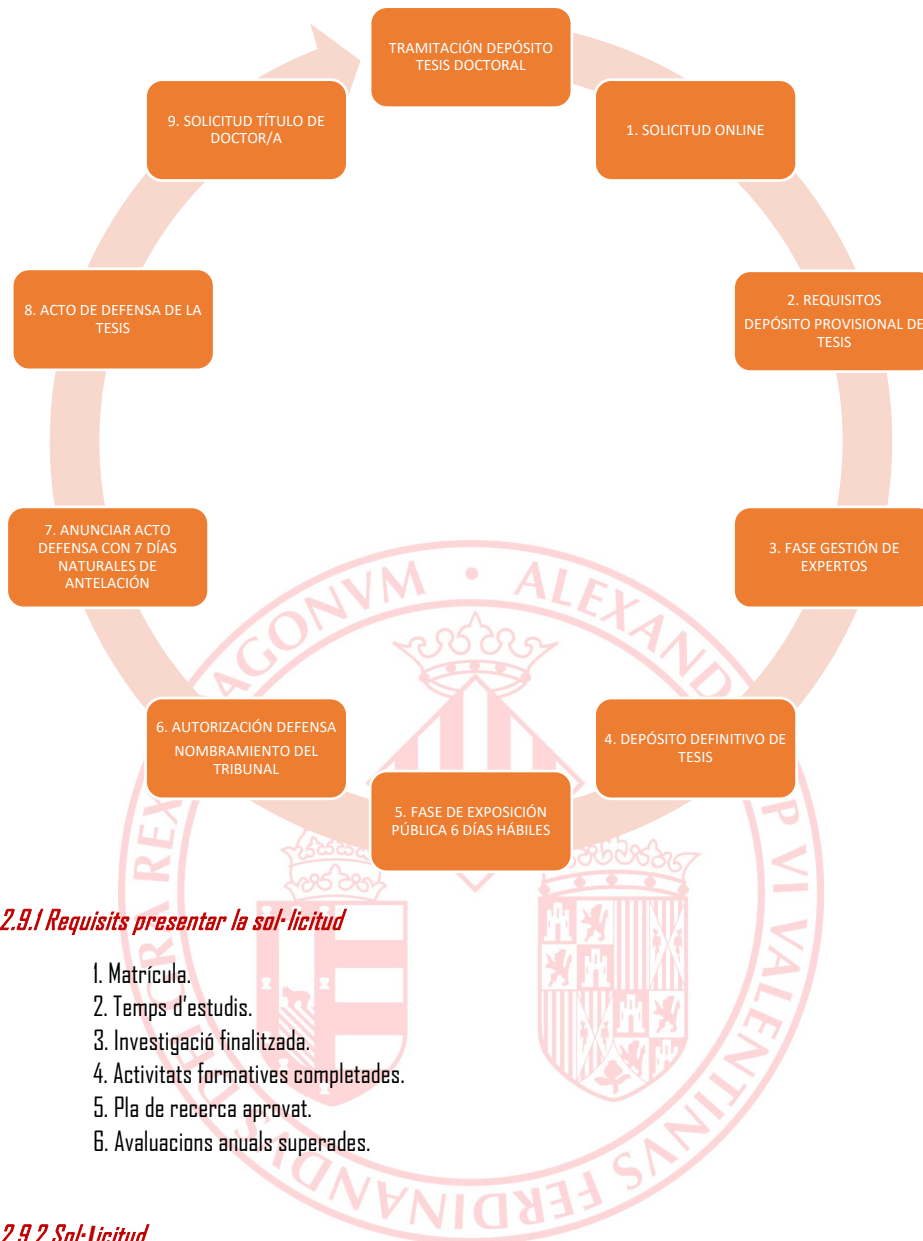 TRAMITACIÓN DEPÓSITO
TESIS DOCTORAL
1. SOLICITUD ONLINE
2. REQUISITOS
DEPÓSITO PROVISIONAL DE
TESIS
3. FASE GESTIÓN DE
EXPERTOS
4. DEPÓSITO DEFINITIVO DE
TESIS
5. FASE DE EXPOSICIÓN
PÚBLICA 6 DÍAS HÁBILES
6. AUTORIZACIÓN DEFENSA
NOMBRAMIENTO DEL
TRIBUNAL
7. ANUNCIAR ACTO
DEFENSA CON 7 DÍAS
NATURALES DE
ANTELACIÓN
8. ACTO DE DEFENSA DE LA
TESIS
9. SOLICITUD TÍTULO DE
DOCTOR/A
2.9.1 Requisits presentar la sol·licitud
1. Matrícula.
2. Temps d'estudis.
3. Investigació finalitzada.
4. Activitats formatives completades.
5. Pla de recerca aprovat.
6. Avaluacions anuals superades.
2.9.2 Sol·licitud